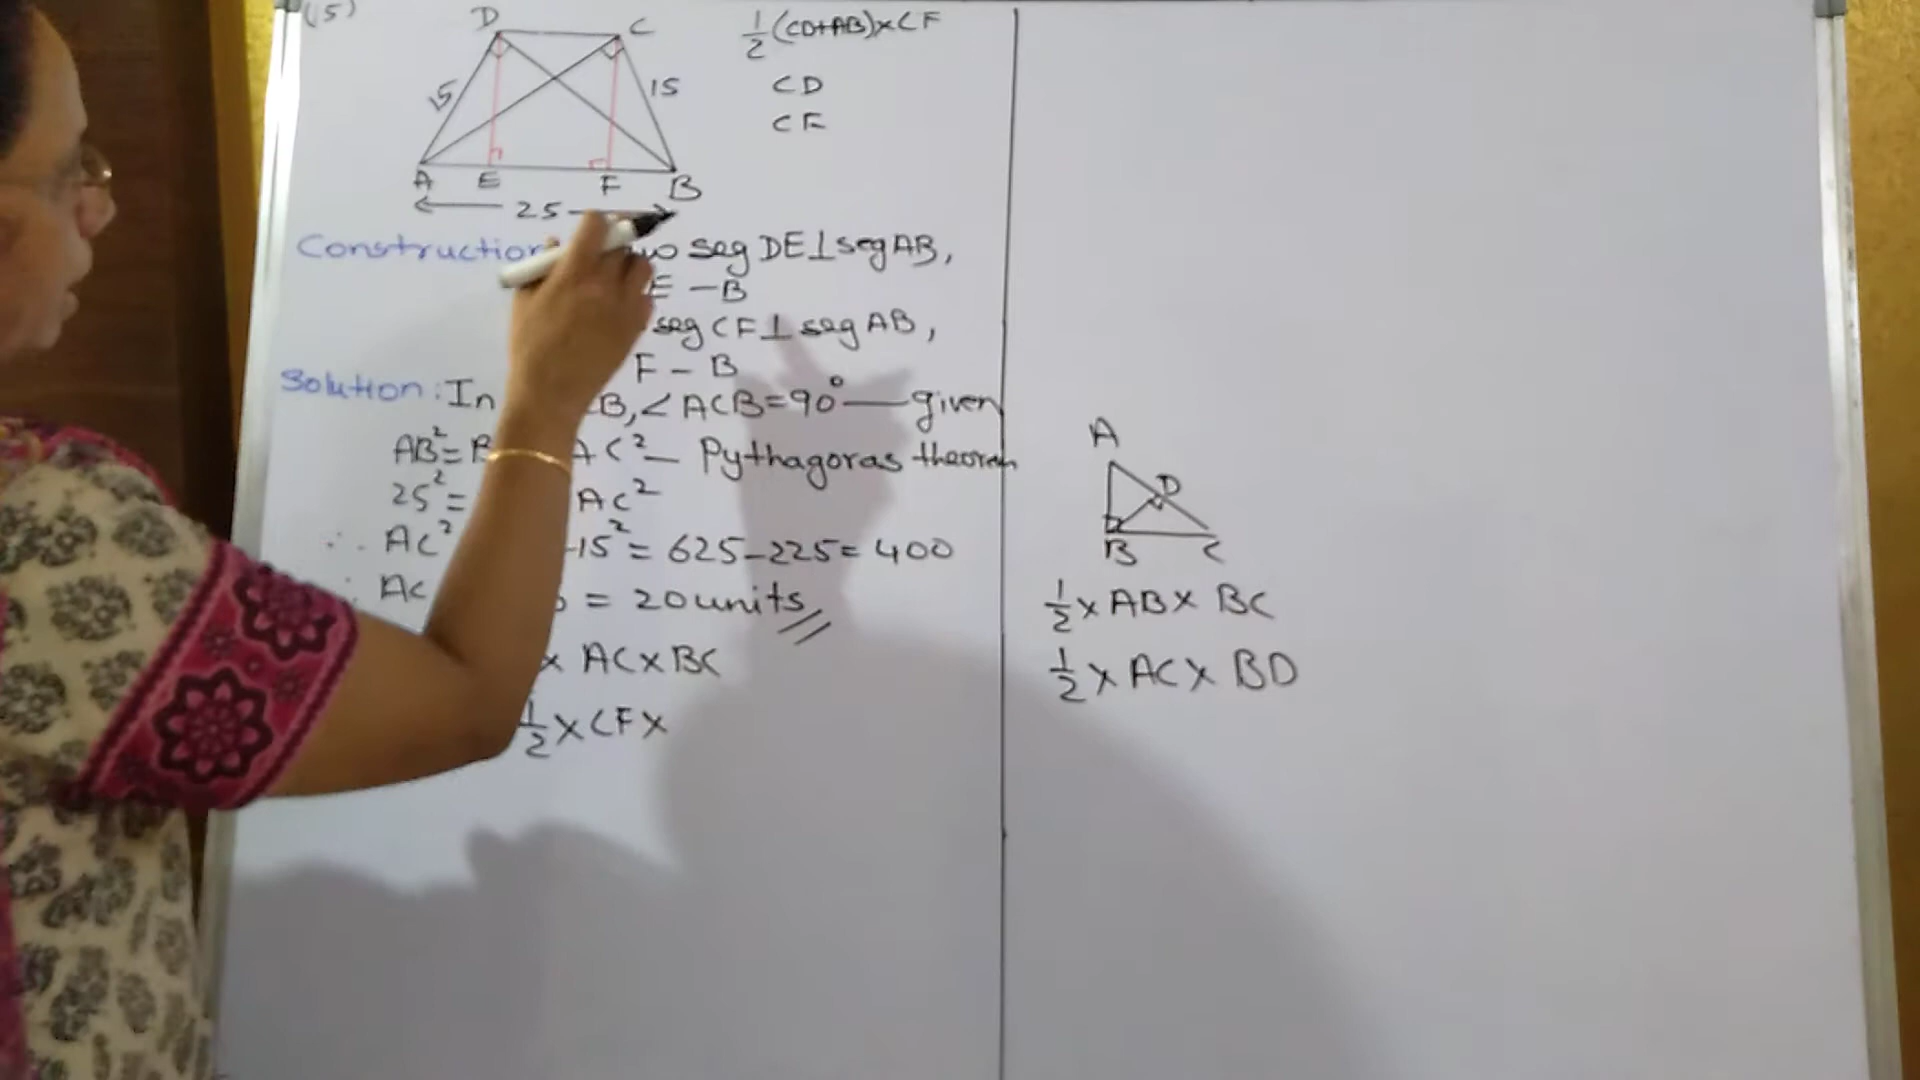 (15)
D
C
15
15
A E F B
25
½(CD+AB)×CF
CD
CF
Construction seg DE⊥seg AB,
E – B
seg CF⊥seg AB,
F – B
Solution: In B, ∠ACB=90° — given
AB²= AC² — Pythagoras theorem
25²= AC²
∴ AC² -15² = 625-225= 400
∴ AC = 20 units
× AC×BC
½×CF×
A
D
B C
½× AB× BC
½× AC× BD